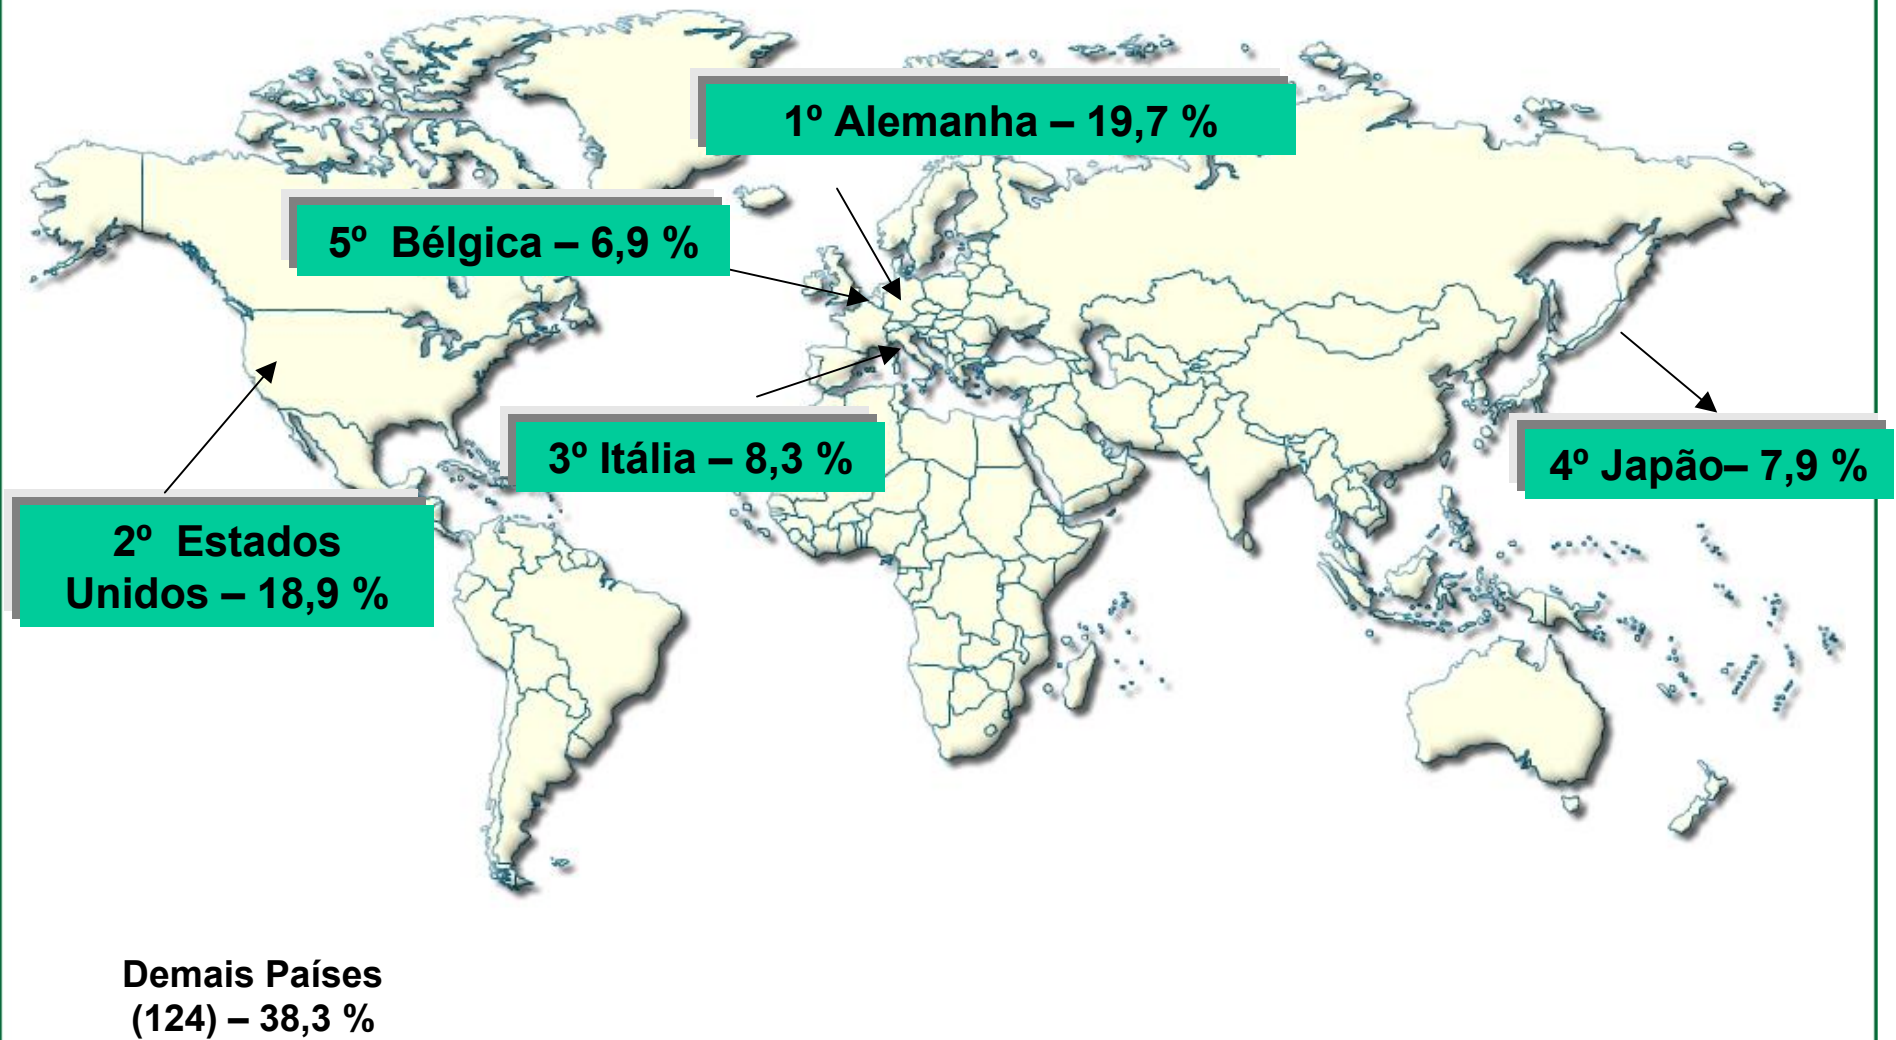 1º Alemanha – 19,7 %
5º  Bélgica – 6,9 %
3º Itália – 8,3 %
4º Japão– 7,9 %
2º  Estados
Unidos – 18,9 %
Demais Países
(124) – 38,3 %